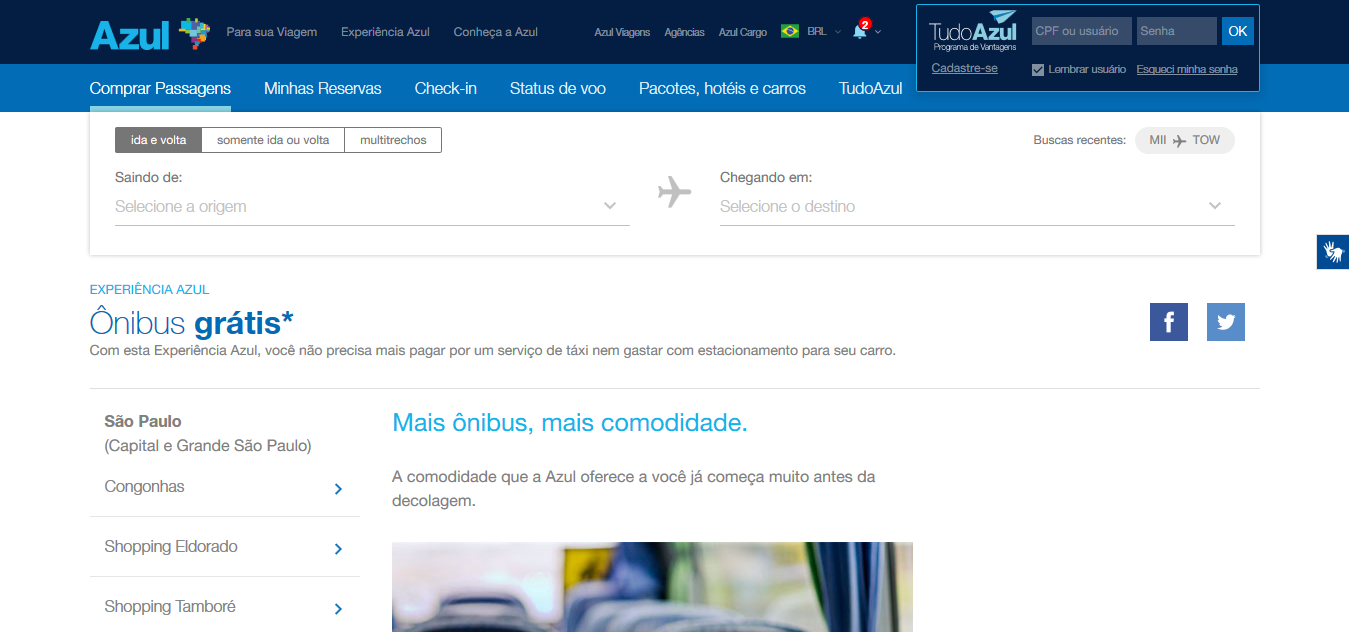 Azul
Para sua Viagem
Experiência Azul
Conheça a Azul
Azul Viagens
Agências
Azul Cargo
BRL
2
TudoAzul
Programa de Vantagens
CPF ou usuário
Senha
OK
Cadastre-se
Lembrar usuário
Esqueci minha senha
Comprar Passagens
Minhas Reservas
Check-in
Status de voo
Pacotes, hotéis e carros
TudoAzul
ida e volta
somente ida ou volta
multitrechos
Buscas recentes:
MII
TOW
Saindo de:
Selecione a origem
Chegando em:
Selecione o destino
EXPERIÊNCIA AZUL
Ônibus grátis*
Com esta Experiência Azul, você não precisa mais pagar por um serviço de táxi nem gastar com estacionamento para seu carro.
São Paulo
(Capital e Grande São Paulo)
Congonhas
Shopping Eldorado
Shopping Tamboré
Mais ônibus, mais comodidade.
A comodidade que a Azul oferece a você já começa muito antes da
decolagem.